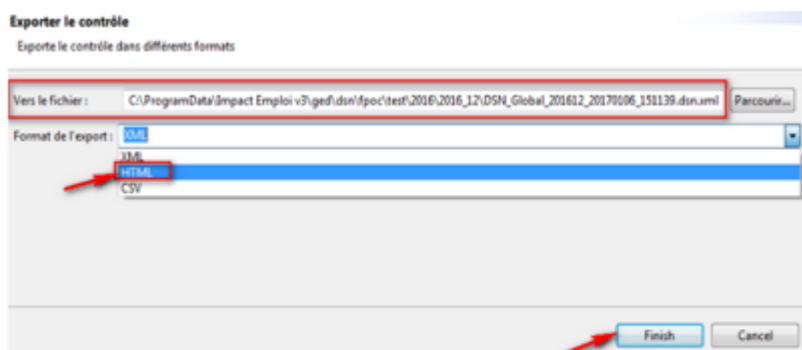 Exporter le contrôle
Exporte le contrôle dans différents formats
Vers le fichier : C:\ProgramData\Impact Emploi v3\ged\dsn\fpoc\test\2016\2016_12\DSN_Global_201612_20170106_151139.dsn.xml Parcourir...
Format de l'export : XML
XML
HTML
CSV
Finish Cancel